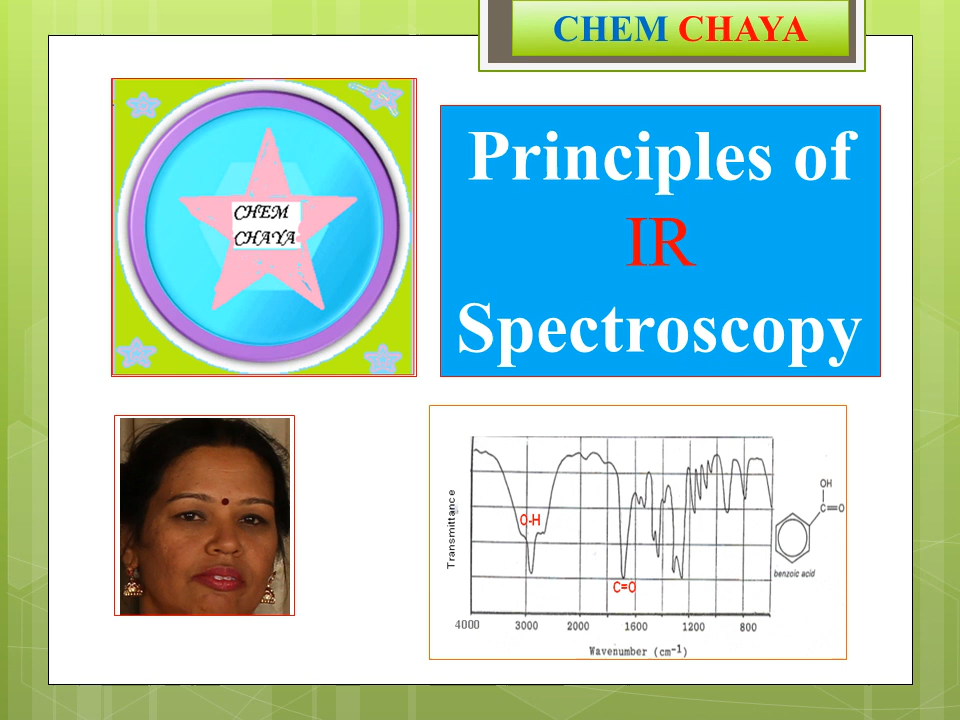 CHEM CHAYA
CHEM
CHAYA
Principles of
IR
Spectroscopy
Transmittance
O-H
C=O
4000 3000 2000 1600 1200 800
Wavenumber (cm-1)
OH
C=O
benzoic acid